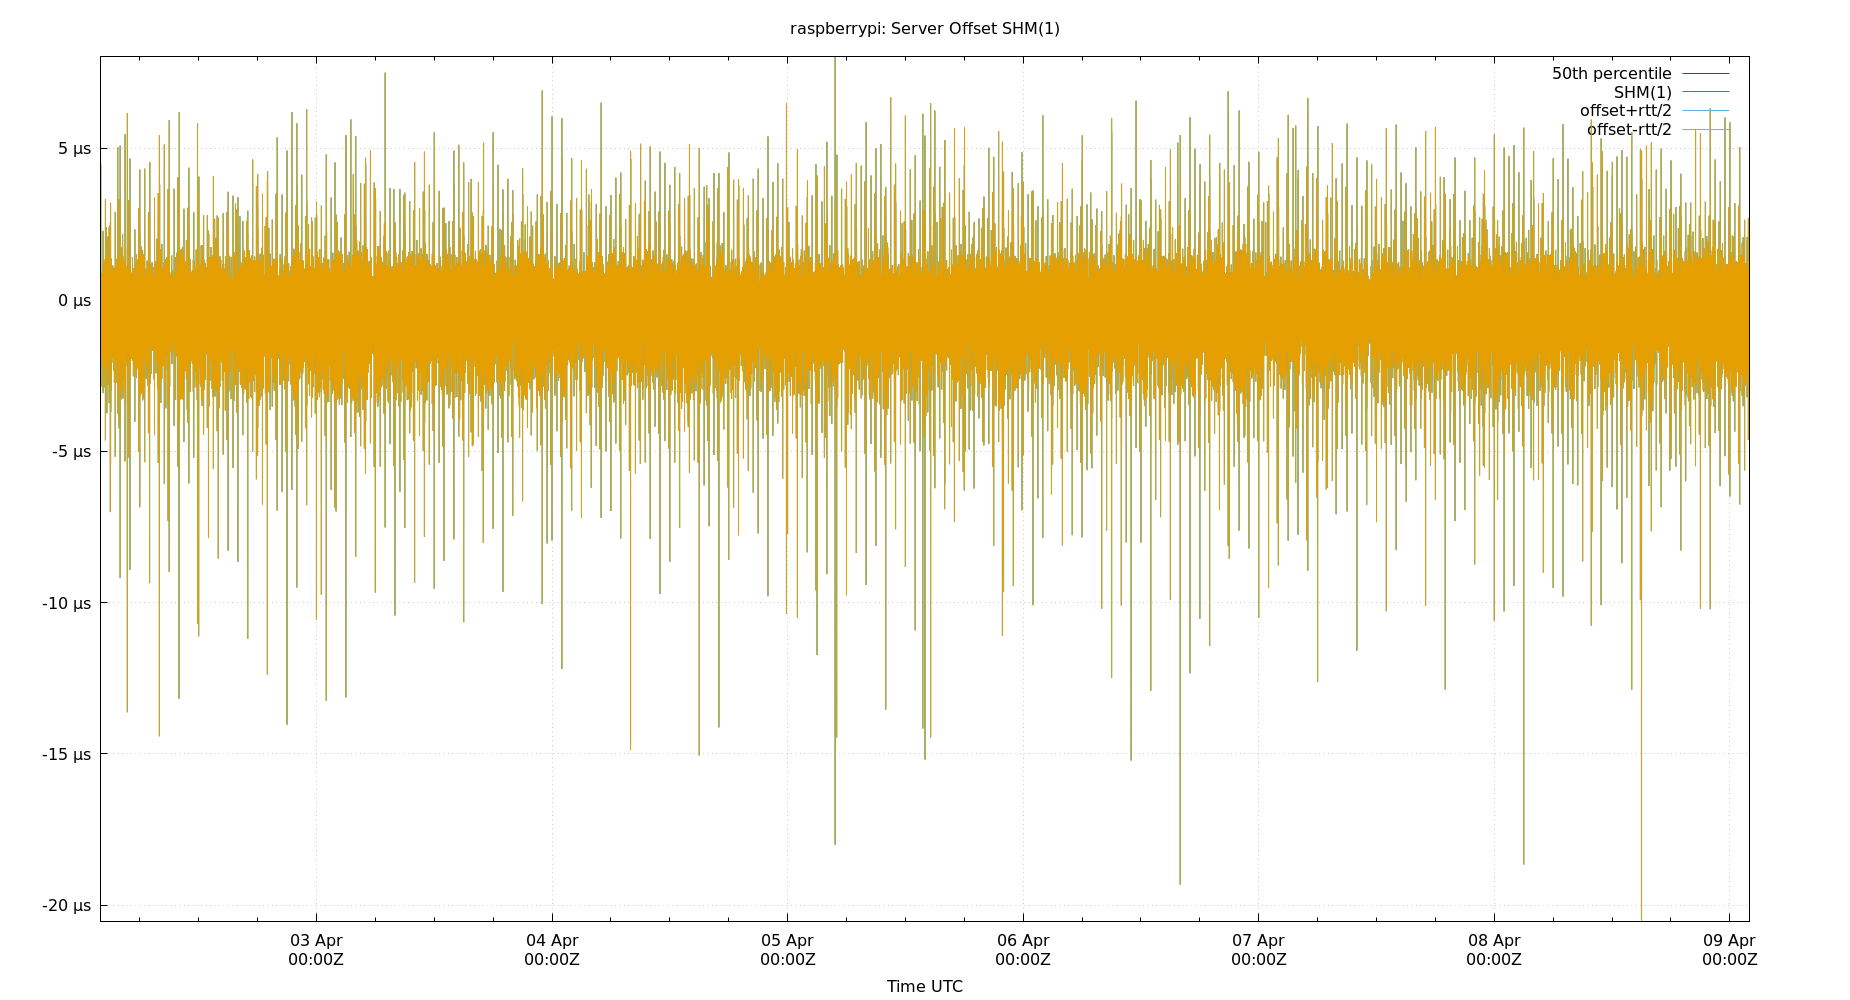 raspberrypi: Server Offset SHM(1)
50th percentile
SHM(1)
offset+rtt/2
offset-rtt/2
5 µs
0 µs
-5 µs
-10 µs
-15 µs
-20 µs
03 Apr 04 Apr 05 Apr 06 Apr 07 Apr 08 Apr 09 Apr
00:00Z 00:00Z 00:00Z 00:00Z 00:00Z 00:00Z 00:00Z
Time UTC